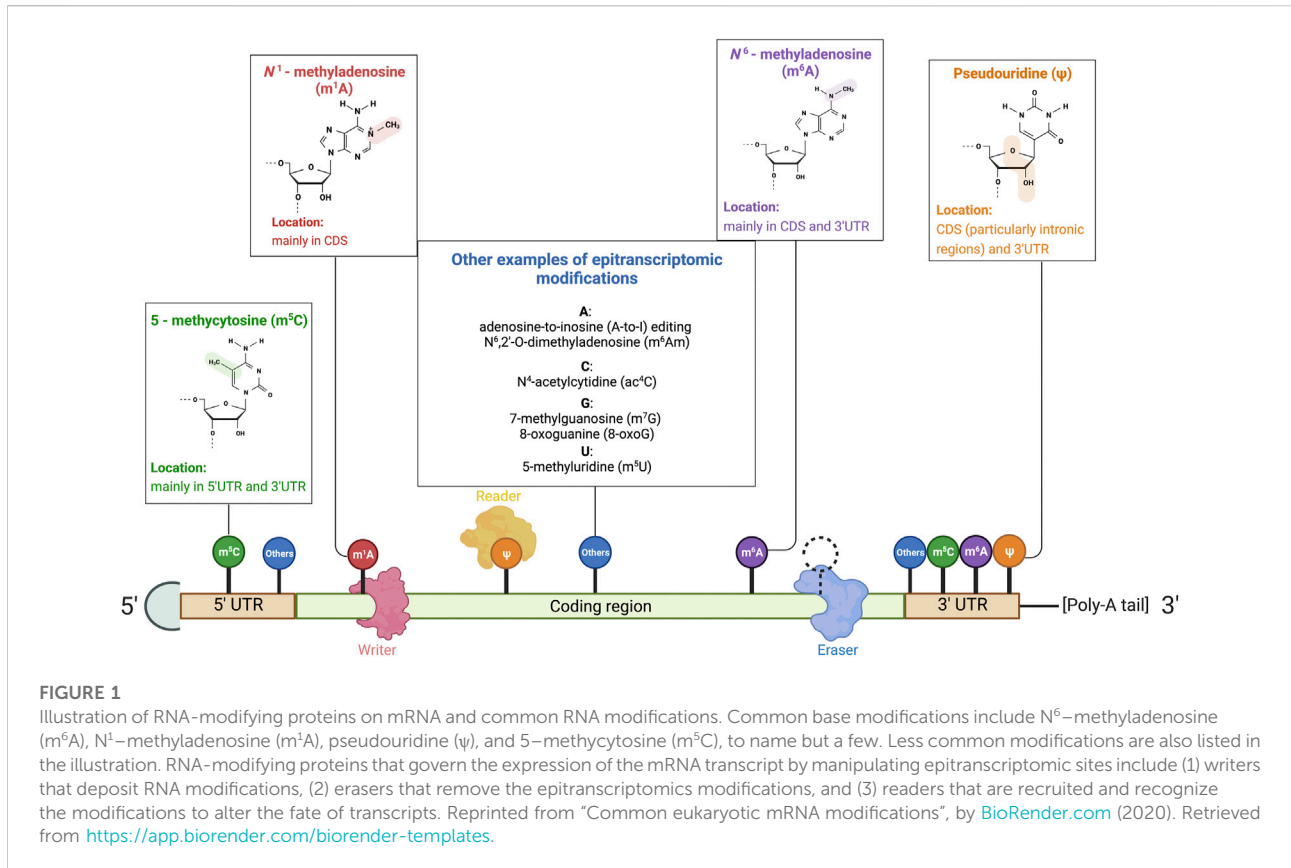 N¹ - methyladenosine
(m¹A)
H H
N
N
N
N⁺
CH₃
N
N
O
O
O
OH
Location:
mainly in CDS
N⁶ - methyladenosine
(m⁶A)
H
N
CH₃
N
N
N
N
O
O
O
OH
Location:
mainly in CDS and 3'UTR
Pseudouridine (ψ)
O
H N
N H
O
O
O
O
OH
Location:
CDS (particularly intronic
regions) and 3'UTR
5 - methycytosine (m⁵C)
H H
N
H₃C
N
N
O
O
O
O
OH
Location:
mainly in 5'UTR and 3'UTR
Other examples of epitranscriptomic
modifications
A:
adenosine-to-inosine (A-to-I) editing
N⁶,2'-O-dimethyladenosine (m⁶Am)
C:
N⁴-acetylcytidine (ac⁴C)
G:
7-methylguanosine (m⁷G)
8-oxoguanine (8-oxoG)
U:
5-methyluridine (m⁵U)
Reader
m⁵C Others m¹A ψ Others m⁶A Others m⁵C m⁶A ψ
5' 5' UTR Coding region 3' UTR [Poly-A tail] 3'
Writer Eraser
FIGURE 1
Illustration of RNA-modifying proteins on mRNA and common RNA modifications. Common base modifications include N⁶–methyladenosine
(m⁶A), N¹–methyladenosine (m¹A), pseudouridine (ψ), and 5–methycytosine (m⁵C), to name but a few. Less common modifications are also listed in
the illustration. RNA-modifying proteins that govern the expression of the mRNA transcript by manipulating epitranscriptomic sites include (1) writers
that deposit RNA modifications, (2) erasers that remove the epitranscriptomics modifications, and (3) readers that are recruited and recognize
the modifications to alter the fate of transcripts. Reprinted from “Common eukaryotic mRNA modifications”, by BioRender.com (2020). Retrieved
from https://app.biorender.com/biorender-templates.